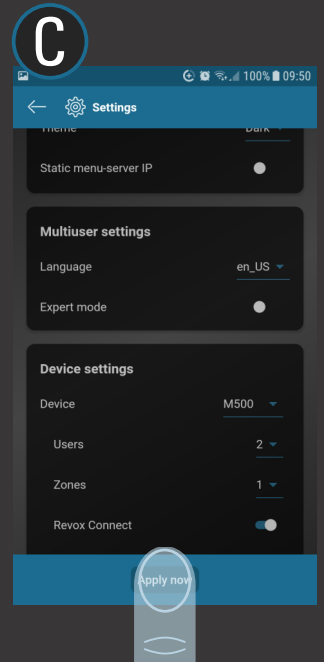 C
100% 09:50
Settings
Theme Dark
Static menu-server IP
Multiuser settings
Language en_US
Expert mode
Device settings
Device M500
Users 2
Zones 1
Revox Connect
Apply now